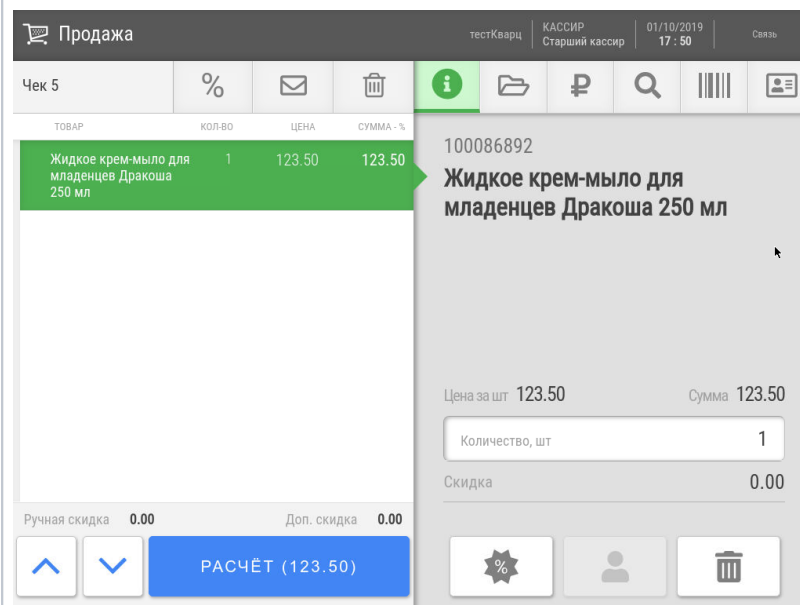 Продажа
тестКварц
КАССИР
Старший кассир
01/10/2019
17 : 50
Связь
Чек 5
%
ТОВАР КОЛ-ВО ЦЕНА СУММА - %
Жидкое крем-мыло для 1 123.50 123.50
младенцев Дракоша
250 мл
100086892
Жидкое крем-мыло для
младенцев Дракоша 250 мл
Цена за шт 123.50 Сумма 123.50
Количество, шт 1
Скидка 0.00
Ручная скидка 0.00 Доп. скидка 0.00
РАСЧЁТ (123.50)
%